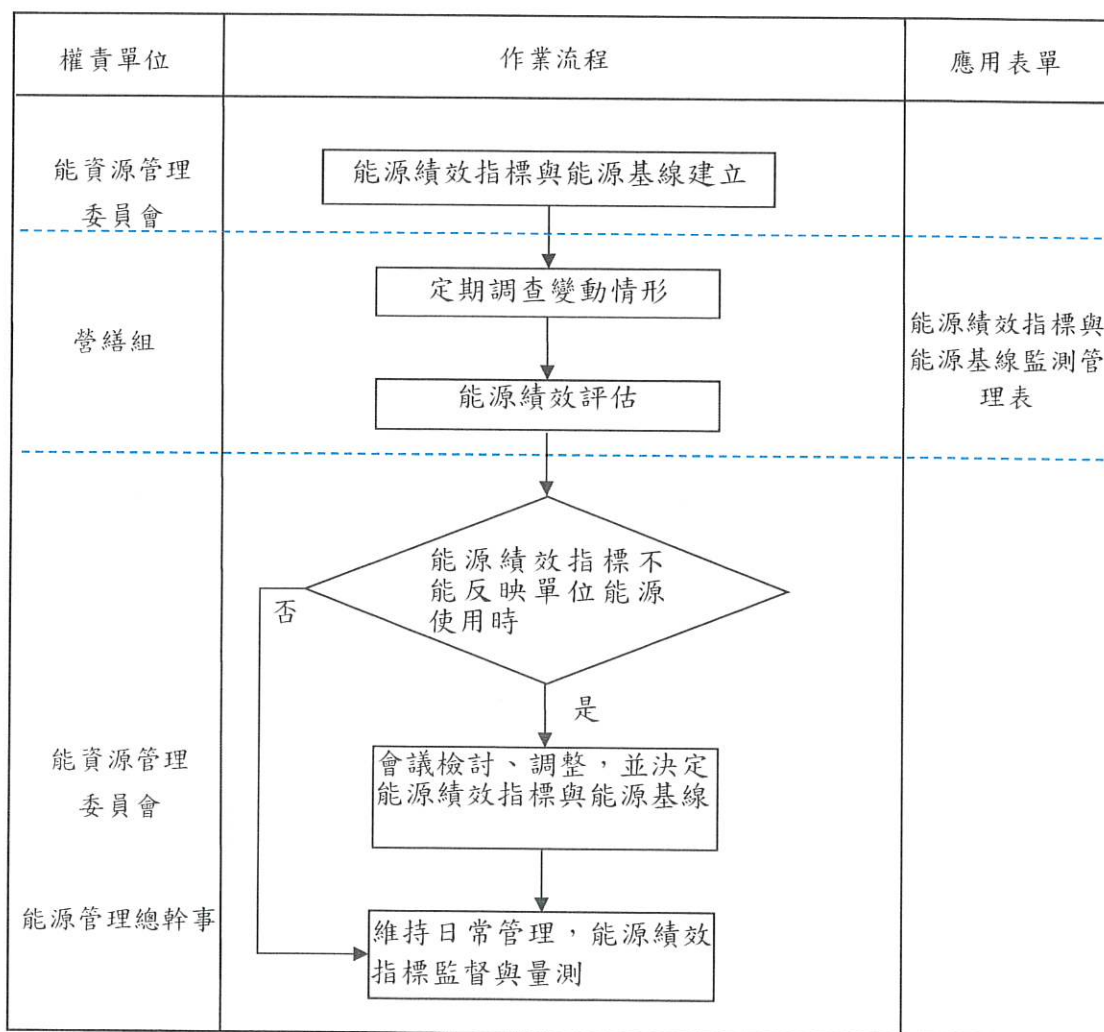 權責單位
作業流程
應用表單
能資源管理
委員會
能源績效指標與能源基線建立
定期調查變動情形
營繕組
能源績效評估
能源績效指標與
能源基線監測管
理表
能源績效指標不
能反映單位能源
使用時
否
是
能資源管理
委員會
會議檢討、調整，並決定
能源績效指標與能源基線
能源管理總幹事
維持日常管理，能源績效
指標監督與量測